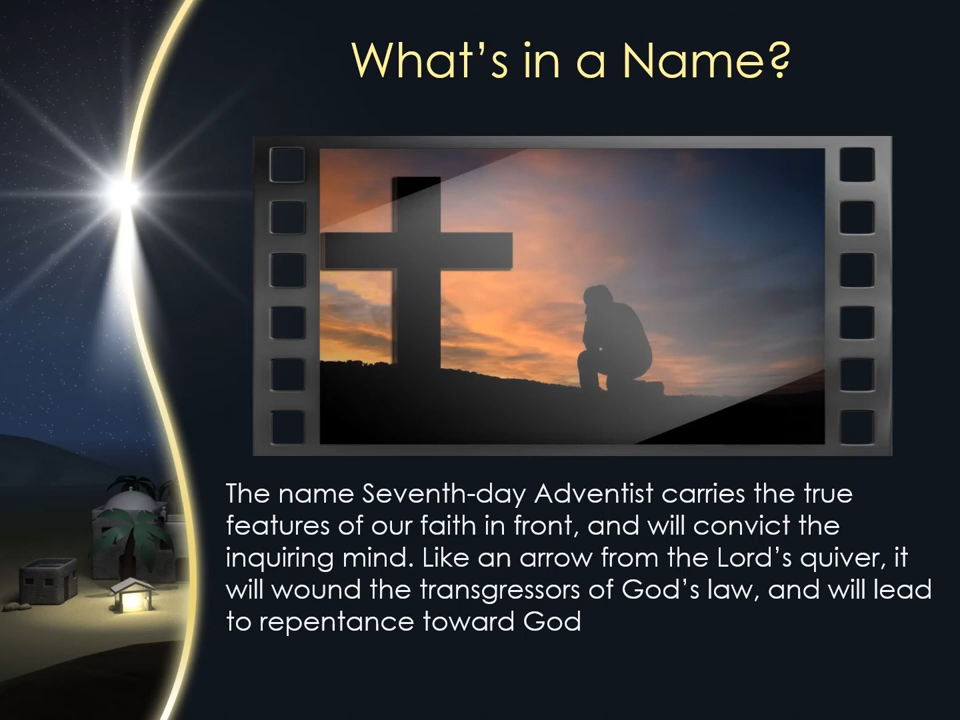 What’s in a Name?
The name Seventh-day Adventist carries the true
features of our faith in front, and will convict the
inquiring mind. Like an arrow from the Lord’s quiver, it
will wound the transgressors of God’s law, and will lead
to repentance toward God